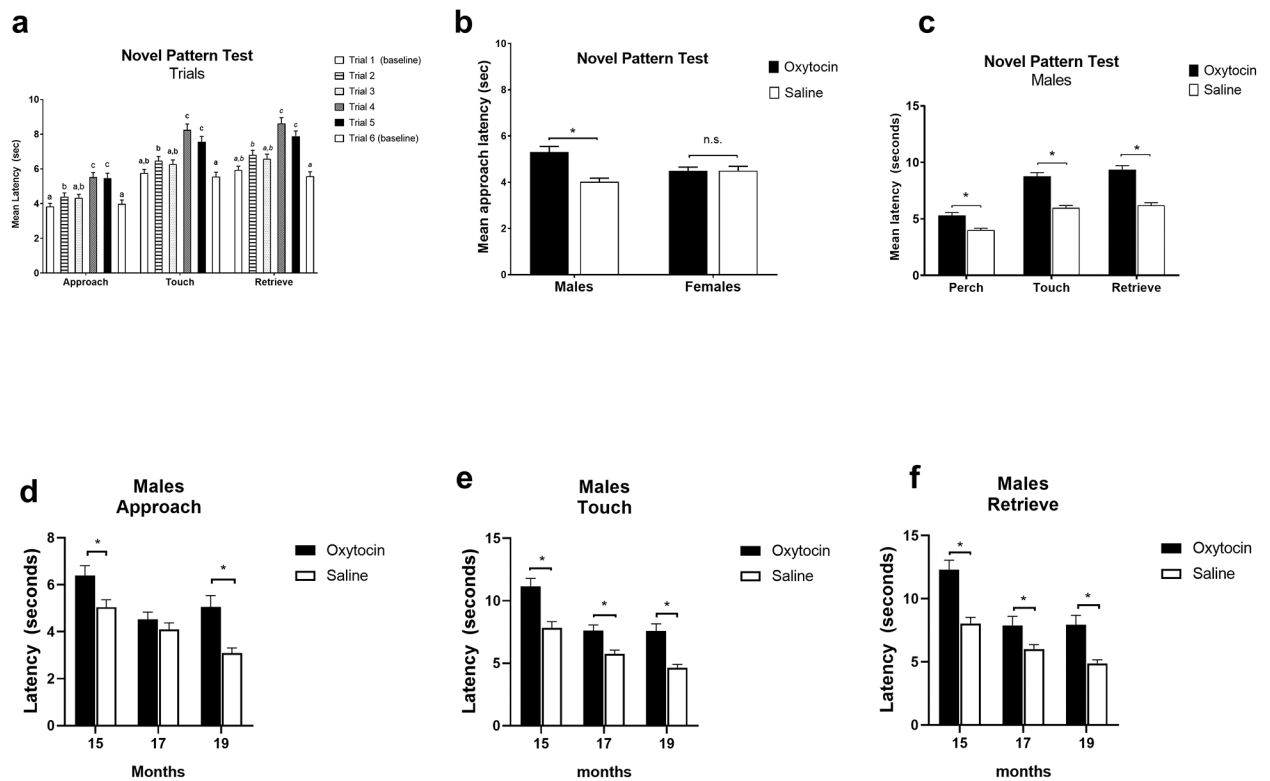 a
Novel Pattern Test
Trials
Trial 1 (baseline)
Trial 2
Trial 3
Trial 4
Trial 5
Trial 6 (baseline)
Mean Latency (sec)
10
8
6
4
2
0
a b a,b c c a
a,b b a,b c c a
a,b b a,b c c a
Approach Touch Retrieve
b
Novel Pattern Test
Oxytocin
Saline
Mean approach latency (sec)
10
8
6
4
2
0
* n.s.
Males Females
c
Novel Pattern Test
Males
Oxytocin
Saline
Mean latency (seconds)
15
10
5
0
* * *
Perch Touch Retrieve
d
Males
Approach
Oxytocin
Saline
Latency (seconds)
8
6
4
2
0
* *
15 17 19
Months
e
Males
Touch
Oxytocin
Saline
Latency (seconds)
15
10
5
0
* * *
15 17 19
months
f
Males
Retrieve
Oxytocin
Saline
Latency (seconds)
15
10
5
0
* * *
15 17 19
months